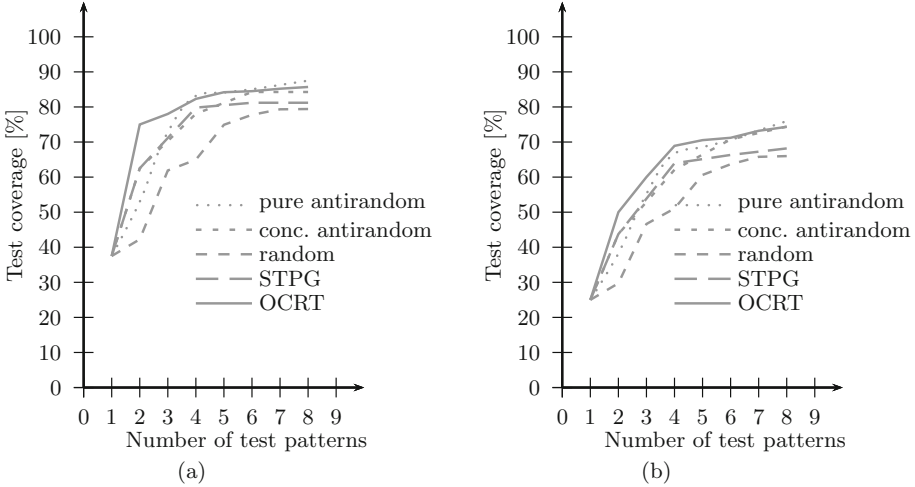 100
90
80
70
60
50
40
30
20
10
0
Test coverage [%]
pure antirandom
conc. antirandom
random
STPG
OCRT
0 1 2 3 4 5 6 7 8 9
Number of test patterns
(a)
100
90
80
70
60
50
40
30
20
10
0
Test coverage [%]
pure antirandom
conc. antirandom
random
STPG
OCRT
0 1 2 3 4 5 6 7 8 9
Number of test patterns
(b)